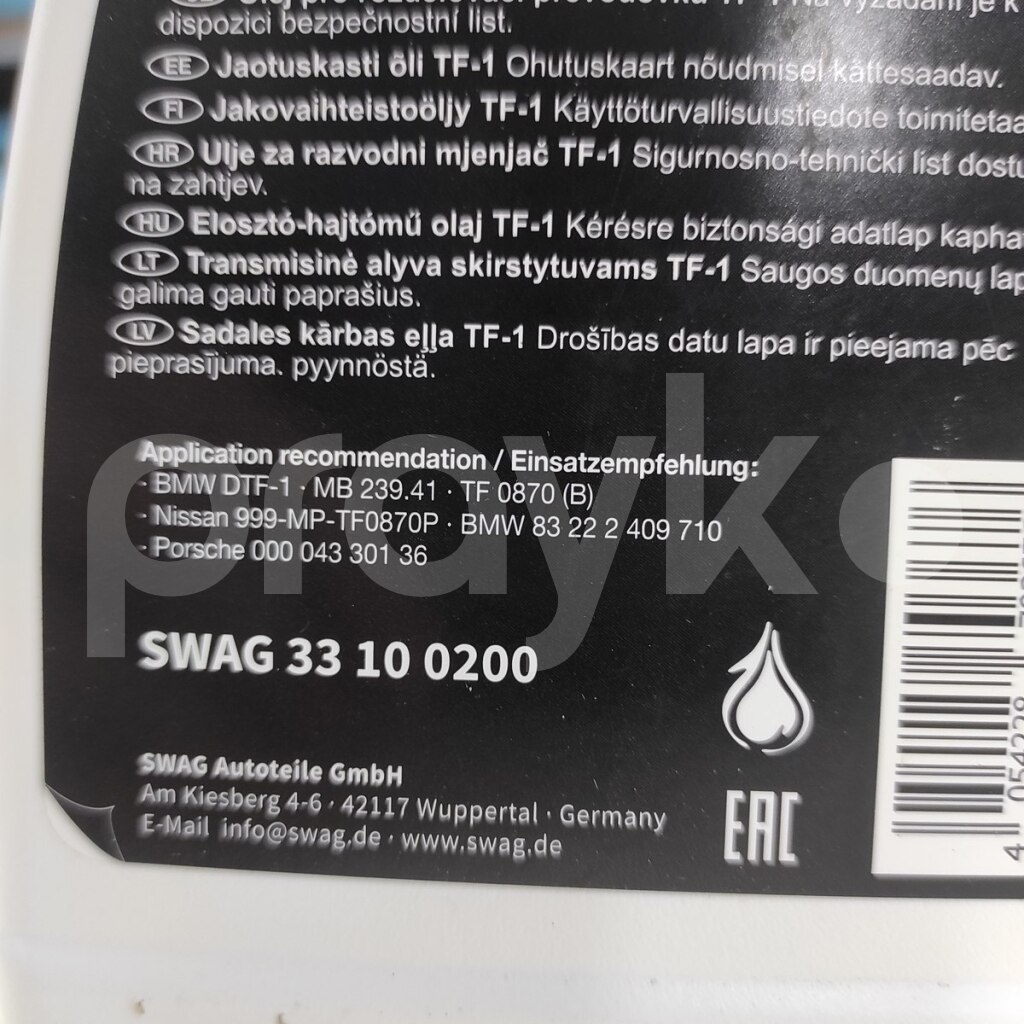 dispozici bezpečnostní list.
EE Jaotuskasti õli TF-1 Ohutuskaart nõudmisel kättesaadav.
FI Jakovaihteistoöljy TF-1 Käyttöturvallisuustiedote toimitetaa
HR Ulje za razvodni mjenjač TF-1 Sigurnosno-tehnički list dostu
na zahtjev.
HU Elosztó-hajtómű olaj TF-1 Kérésre biztonsági adatlap kapha
LT Transmisinė alyva skirstytuvams TF-1 Saugos duomenų lap
galima gauti paprašius.
LV Sadales kārbas eļļa TF-1 Drošības datu lapa ir pieejama pēc
pieprasījuma. pyynnöstä.
prayko
Application recommendation / Einsatzempfehlung:
· BMW DTF-1 · MB 239.41 · TF 0870 (B)
· Nissan 999-MP-TF0870P · BMW 83 22 2 409 710
· Porsche 000 043 301 36
SWAG 33 10 0200
SWAG Autoteile GmbH
Am Kiesberg 4-6 · 42117 Wuppertal · Germany
E-Mail info@swag.de · www.swag.de
EAC
4 054228